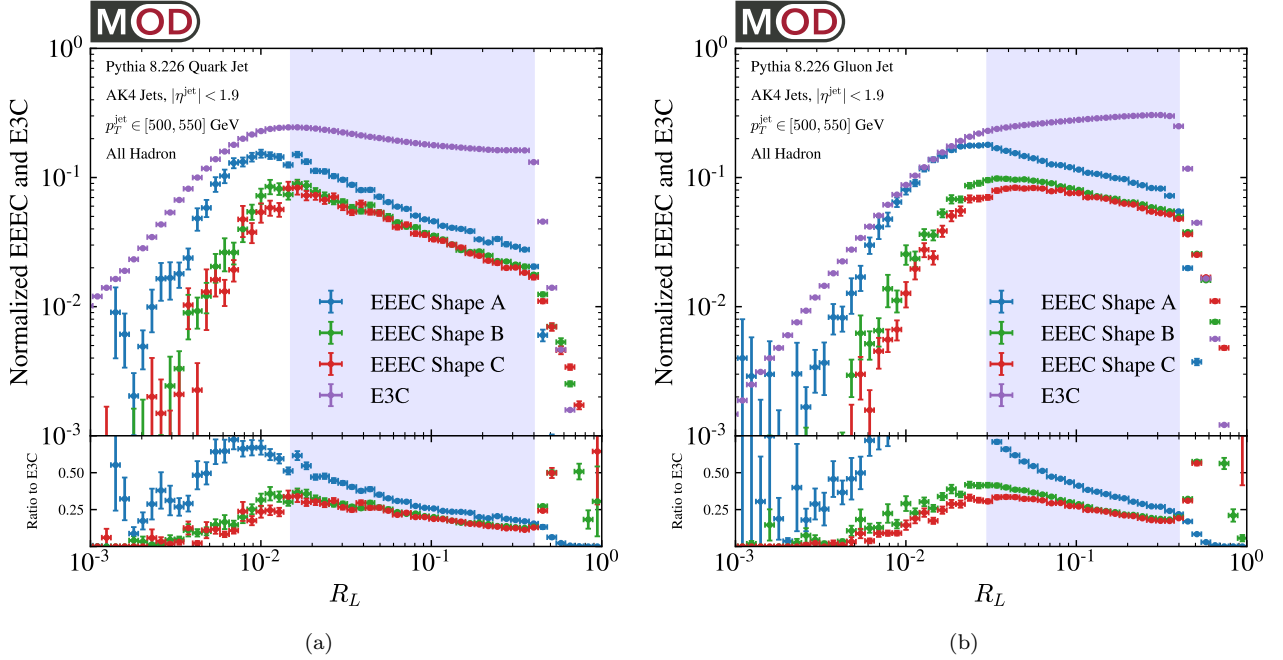 MOD
Normalized EEEC and E3C
10^0
10^{-1}
10^{-2}
10^{-3}
Pythia 8.226 Quark Jet
AK4 Jets, |η^{jet}| < 1.9
p_T^{jet} ∈ [500, 550] GeV
All Hadron
EEEC Shape A
EEEC Shape B
EEEC Shape C
E3C
Ratio to E3C
0.50
0.25
10^{-3} 10^{-2} 10^{-1} 10^0
R_L
(a)
MOD
Normalized EEEC and E3C
10^0
10^{-1}
10^{-2}
10^{-3}
Pythia 8.226 Gluon Jet
AK4 Jets, |η^{jet}| < 1.9
p_T^{jet} ∈ [500, 550] GeV
All Hadron
EEEC Shape A
EEEC Shape B
EEEC Shape C
E3C
Ratio to E3C
0.50
0.25
10^{-3} 10^{-2} 10^{-1} 10^0
R_L
(b)